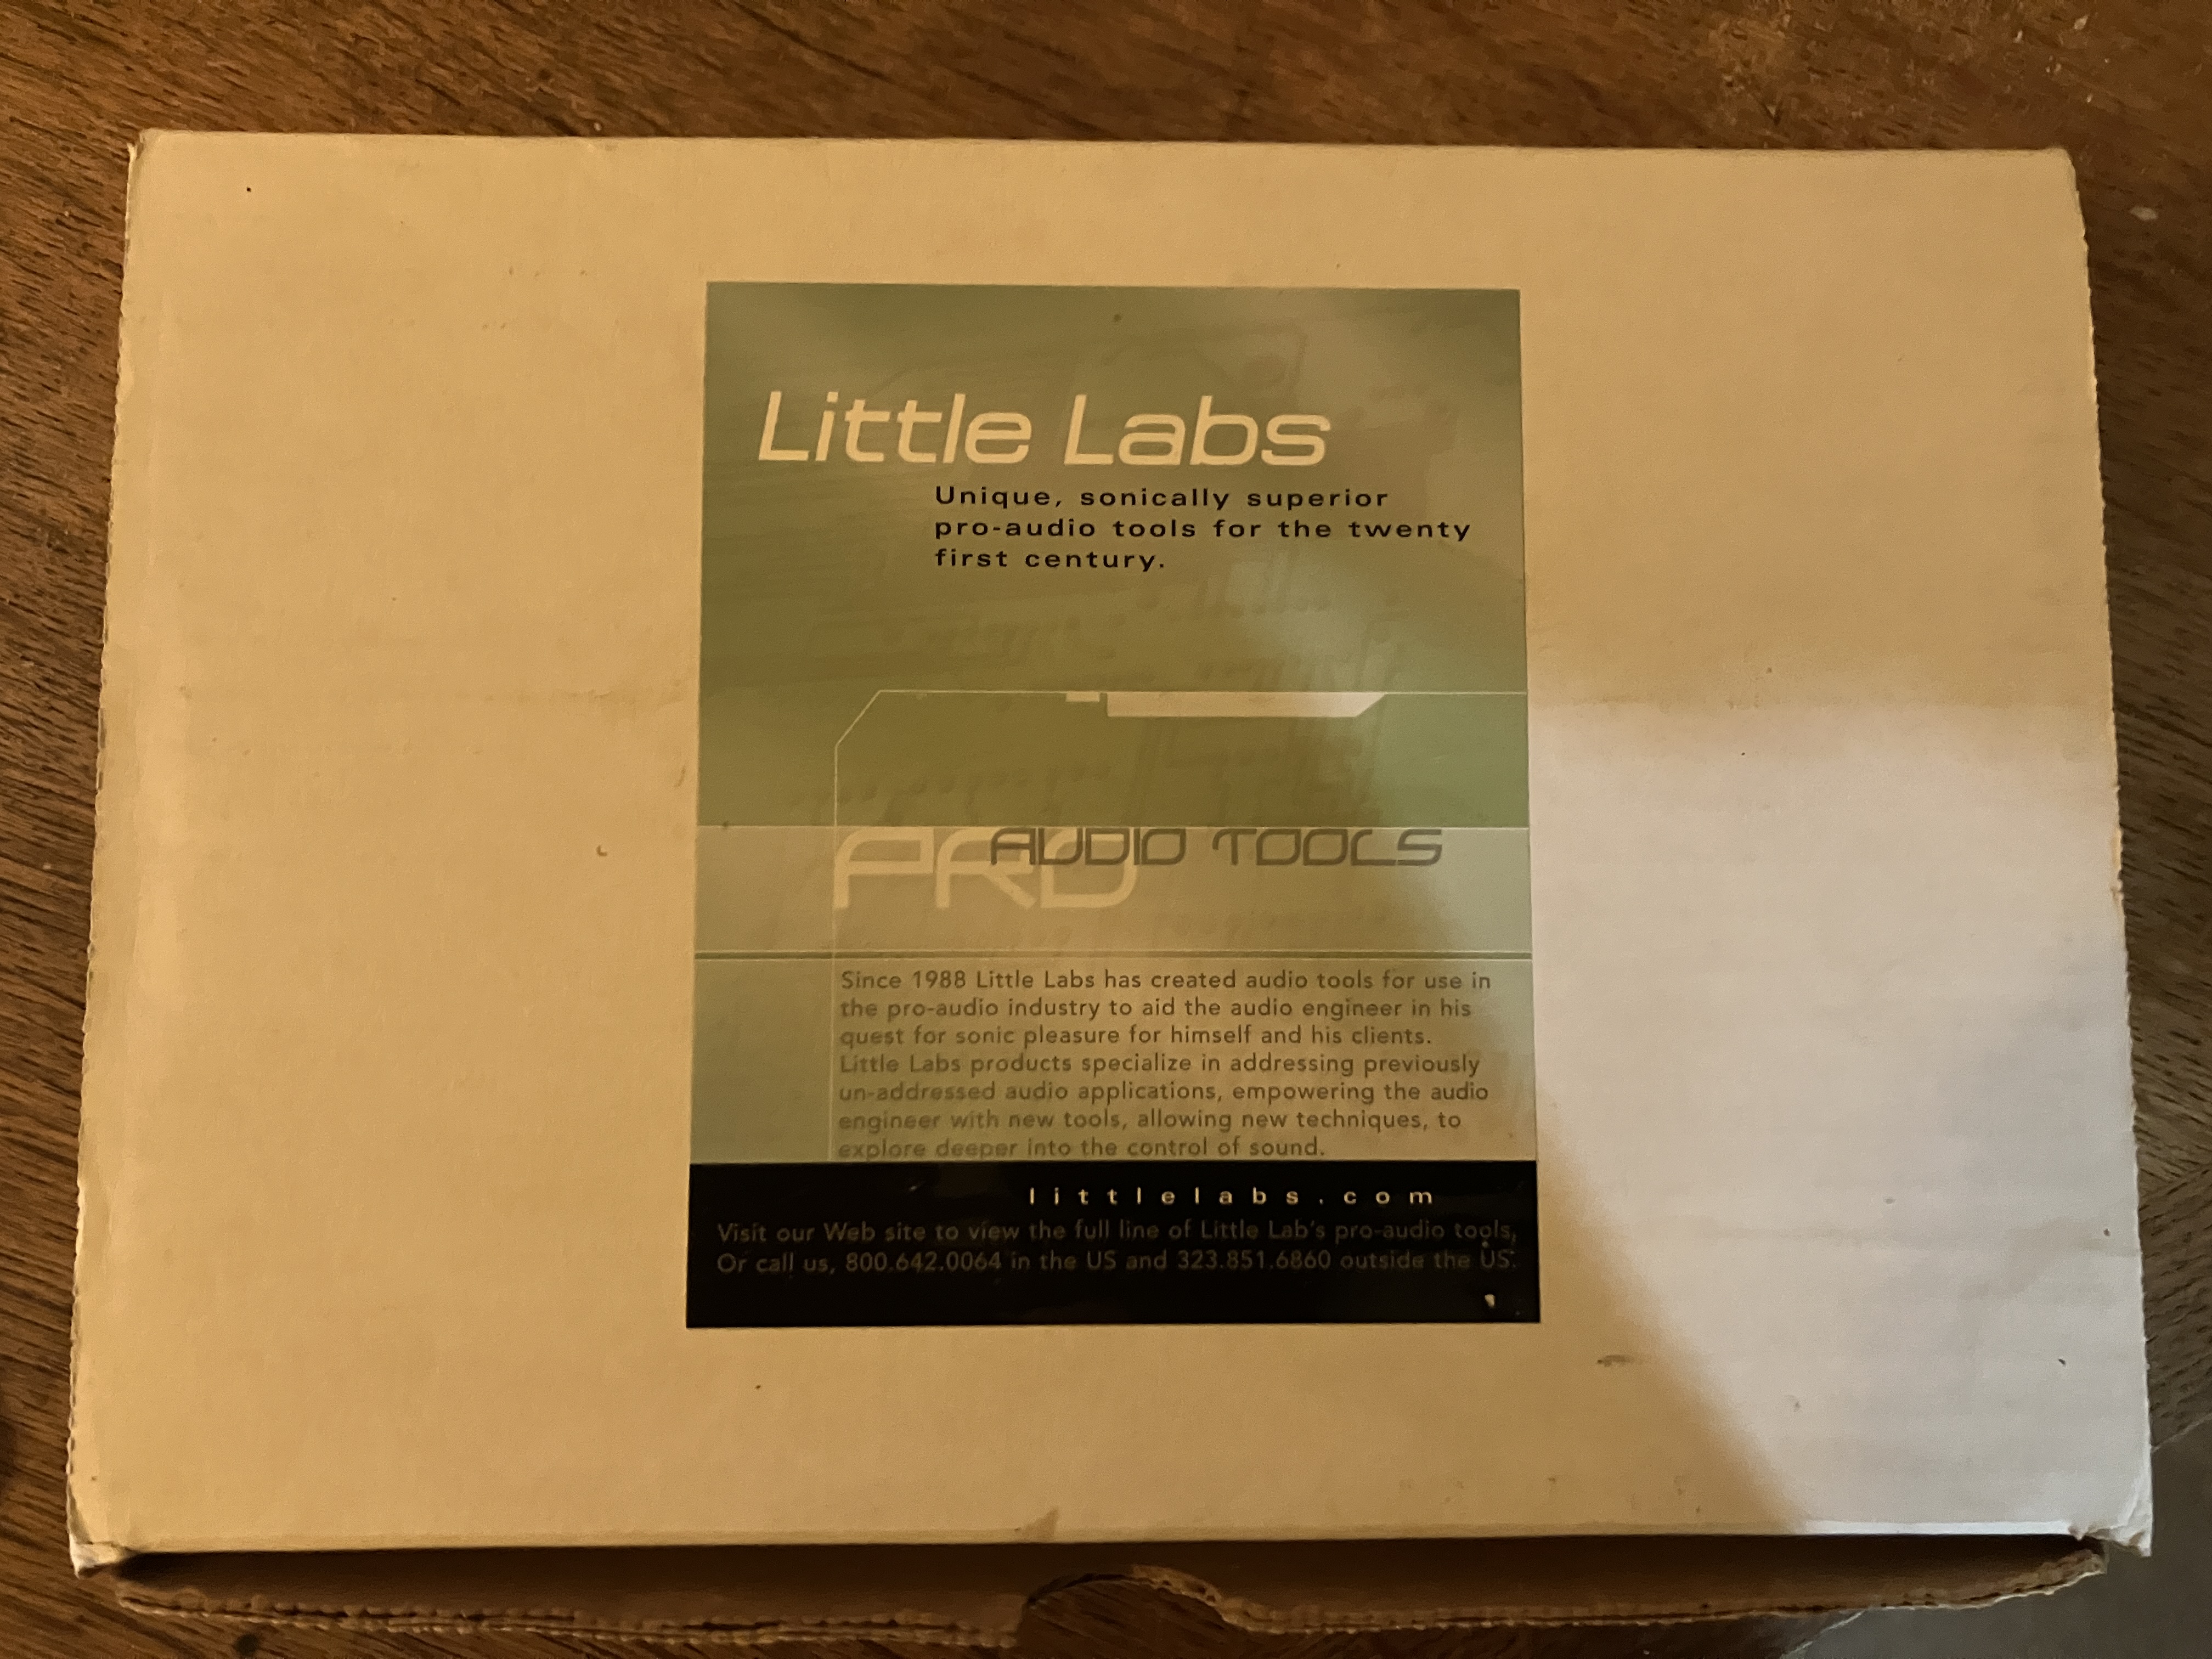 Little Labs
Unique, sonically superior
pro-audio tools for the twenty
first century.
PRO AUDIO TOOLS
Since 1988 Little Labs has created audio tools for use in
the pro-audio industry to aid the audio engineer in his
quest for sonic pleasure for himself and his clients.
Little Labs products specialize in addressing previously
un-addressed audio applications, empowering the audio
engineer with new tools, allowing new techniques, to
explore deeper into the control of sound.
littlelabs.com
Visit our Web site to view the full line of Little Lab's pro-audio tools,
Or call us, 800.642.0064 in the US and 323.851.6860 outside the US.